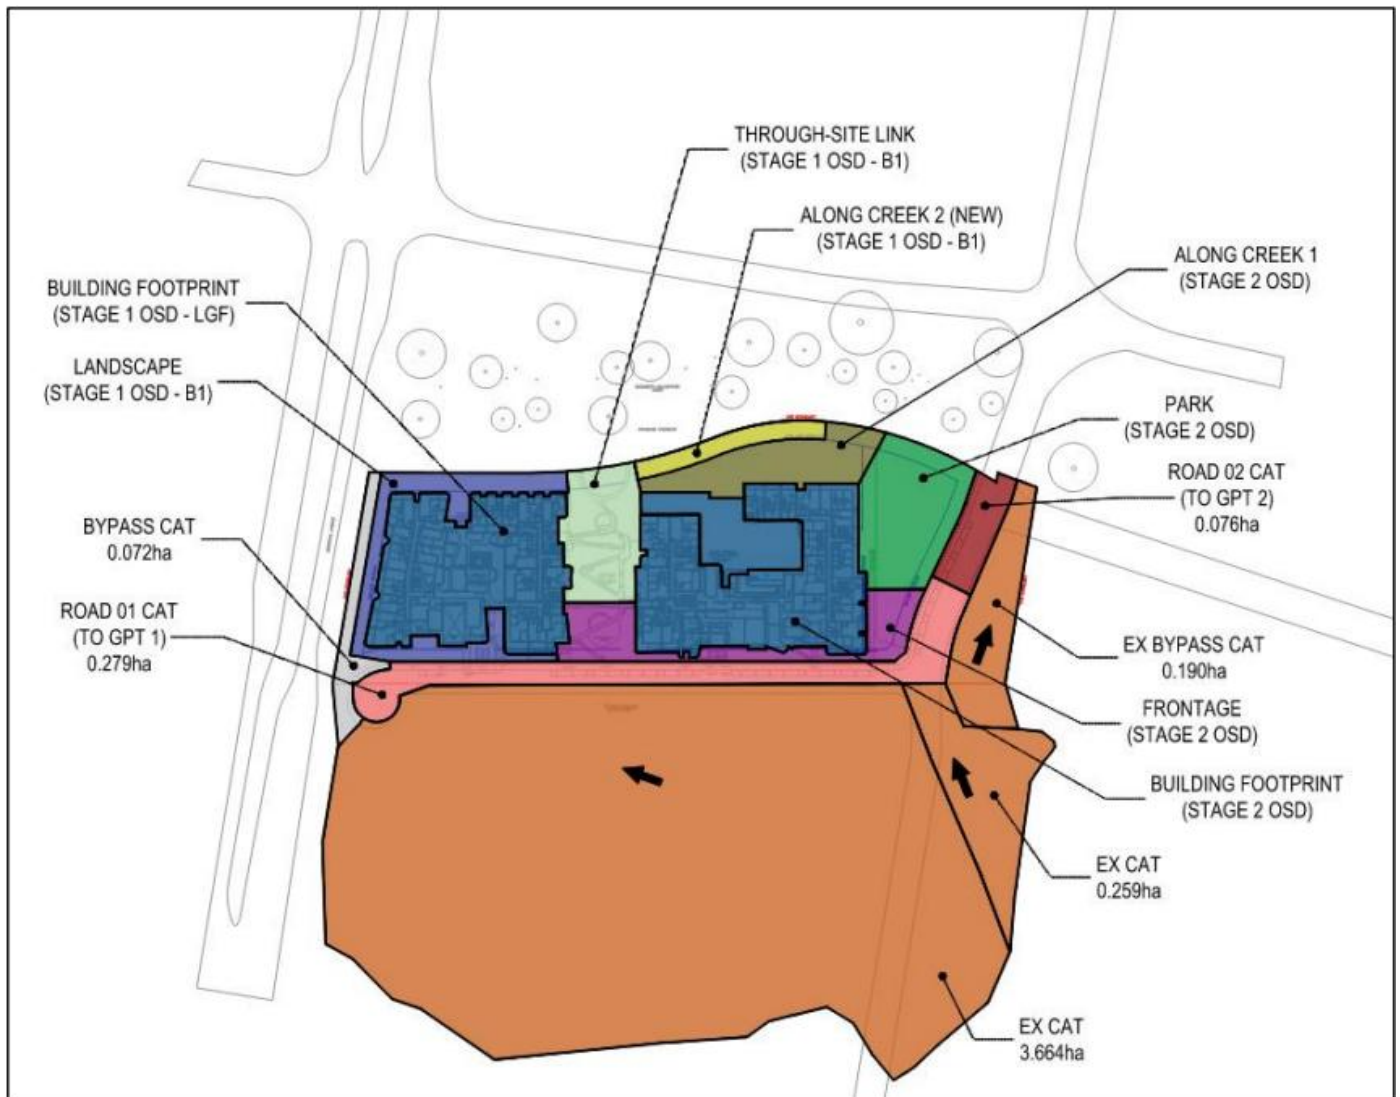 THROUGH-SITE LINK
(STAGE 1 OSD - B1)
ALONG CREEK 2 (NEW)
(STAGE 1 OSD - B1)
ALONG CREEK 1
(STAGE 2 OSD)
BUILDING FOOTPRINT
(STAGE 1 OSD - LGF)
LANDSCAPE
(STAGE 1 OSD - B1)
PARK
(STAGE 2 OSD)
ROAD 02 CAT
(TO GPT 2)
0.076ha
BYPASS CAT
0.072ha
ROAD 01 CAT
(TO GPT 1)
0.279ha
EX BYPASS CAT
0.190ha
FRONTAGE
(STAGE 2 OSD)
BUILDING FOOTPRINT
(STAGE 2 OSD)
EX CAT
0.259ha
EX CAT
3.664ha